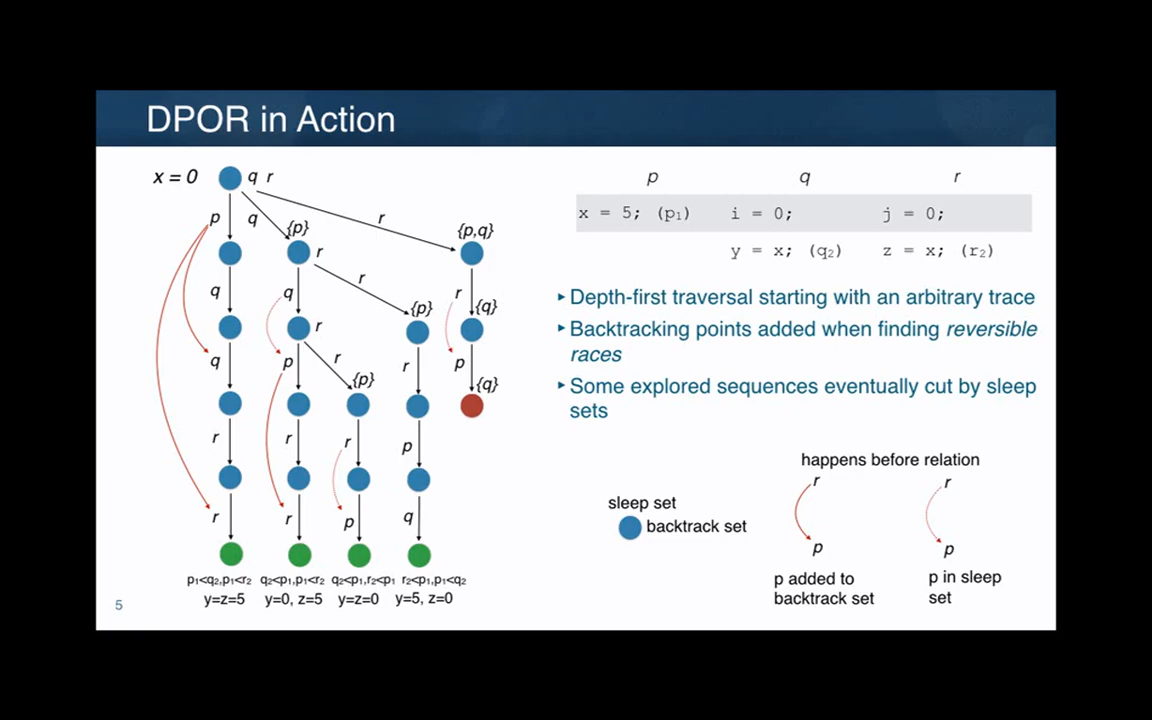 DPOR in Action
x = 0
q r
p
q
r
{p}
r
{p,q}
q
q
r
{p}
r
{q}
r
q
p
r
{p}
r
p
{q}
r
r
r
p
r
r
p
q
p₁<q₂,p₁<r₂
q₂<p₁,p₁<r₂
q₂<p₁,r₂<p₁
r₂<p₁,p₁<q₂
y=z=5
y=0, z=5
y=z=0
y=5, z=0
p q r
x = 5; (p₁) i = 0; j = 0;
y = x; (q₂) z = x; (r₂)
▸ Depth-first traversal starting with an arbitrary trace
▸ Backtracking points added when finding reversible
races
▸ Some explored sequences eventually cut by sleep
sets
happens before relation
sleep set
backtrack set
r
p
p added to
backtrack set
r
p
p in sleep
set
5